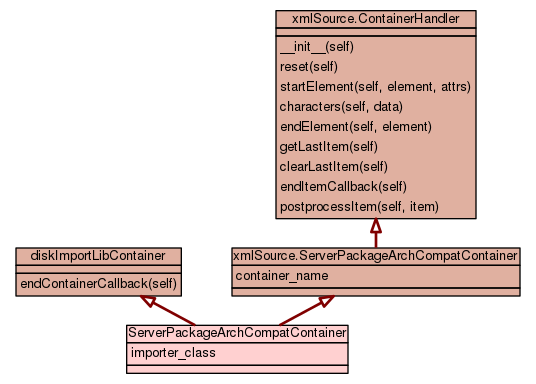 xmlSource.ContainerHandler
__init__(self)
reset(self)
startElement(self, element, attrs)
characters(self, data)
endElement(self, element)
getLastItem(self)
clearLastItem(self)
endItemCallback(self)
postprocessItem(self, item)
diskImportLibContainer
endContainerCallback(self)
xmlSource.ServerPackageArchCompatContainer
container_name
ServerPackageArchCompatContainer
importer_class